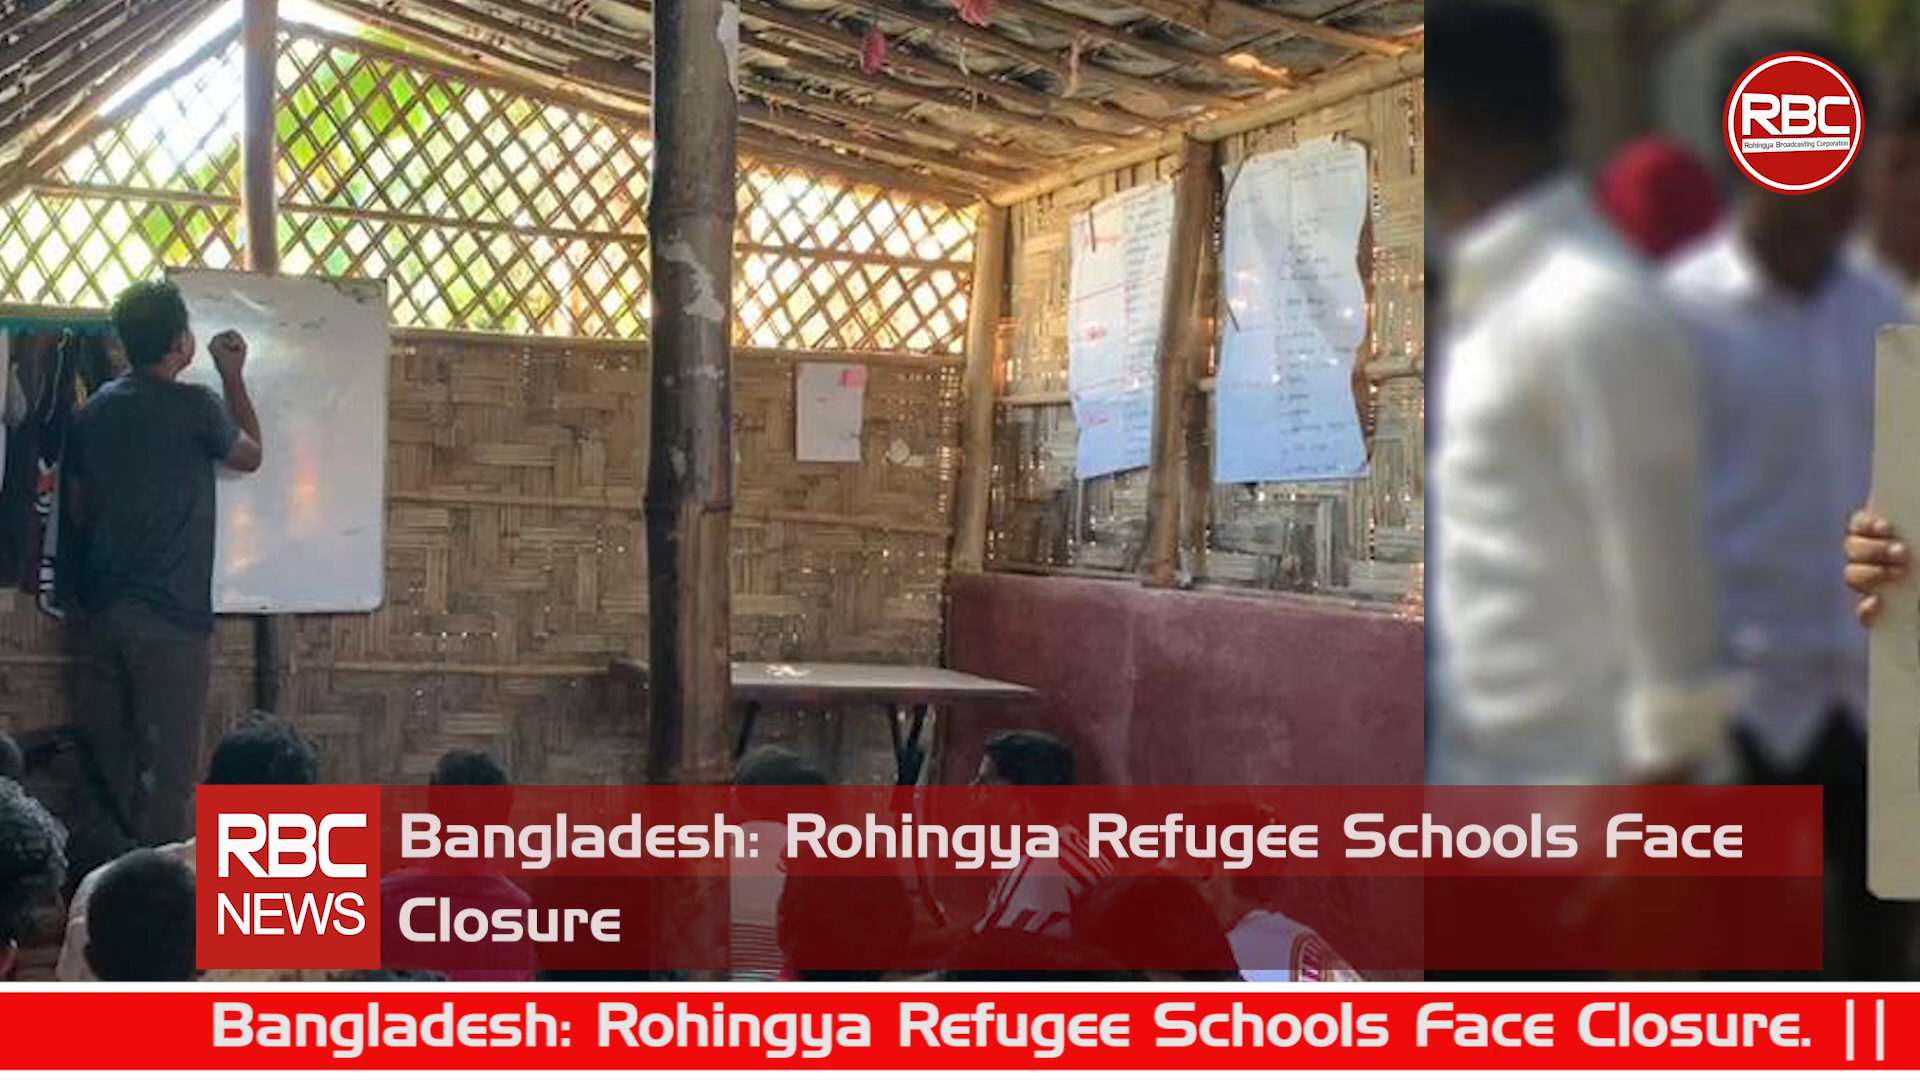 RBC
Rohingya Broadcasting Corporation
RBC
NEWS
Bangladesh: Rohingya Refugee Schools Face
Closure
Bangladesh: Rohingya Refugee Schools Face Closure. ||